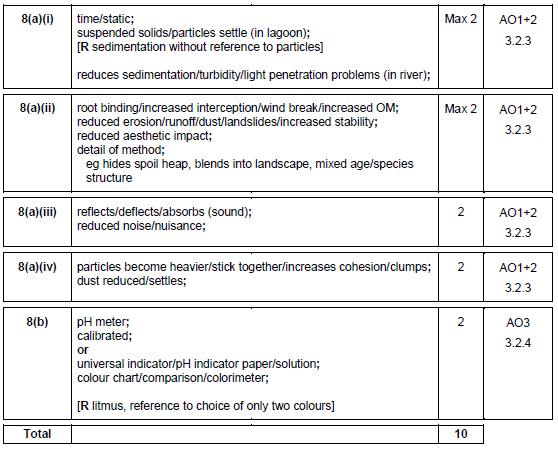 8(a)(i) time/static; Max 2 AO1+2
suspended solids/particles settle (in lagoon); 3.2.3
[R sedimentation without reference to particles]
reduces sedimentation/turbidity/light penetration problems (in river);
8(a)(ii) root binding/increased interception/wind break/increased OM; Max 2 AO1+2
reduced erosion/runoff/dust/landslides/increased stability; 3.2.3
reduced aesthetic impact;
detail of method;
eg hides spoil heap, blends into landscape, mixed age/species
structure
8(a)(iii) reflects/deflects/absorbs (sound); 2 AO1+2
reduced noise/nuisance; 3.2.3
8(a)(iv) particles become heavier/stick together/increases cohesion/clumps; 2 AO1+2
dust reduced/settles; 3.2.3
8(b) pH meter; 2 AO3
calibrated; 3.2.4
or
universal indicator/pH indicator paper/solution;
colour chart/comparison/colorimeter;
[R litmus, reference to choice of only two colours]
Total 10